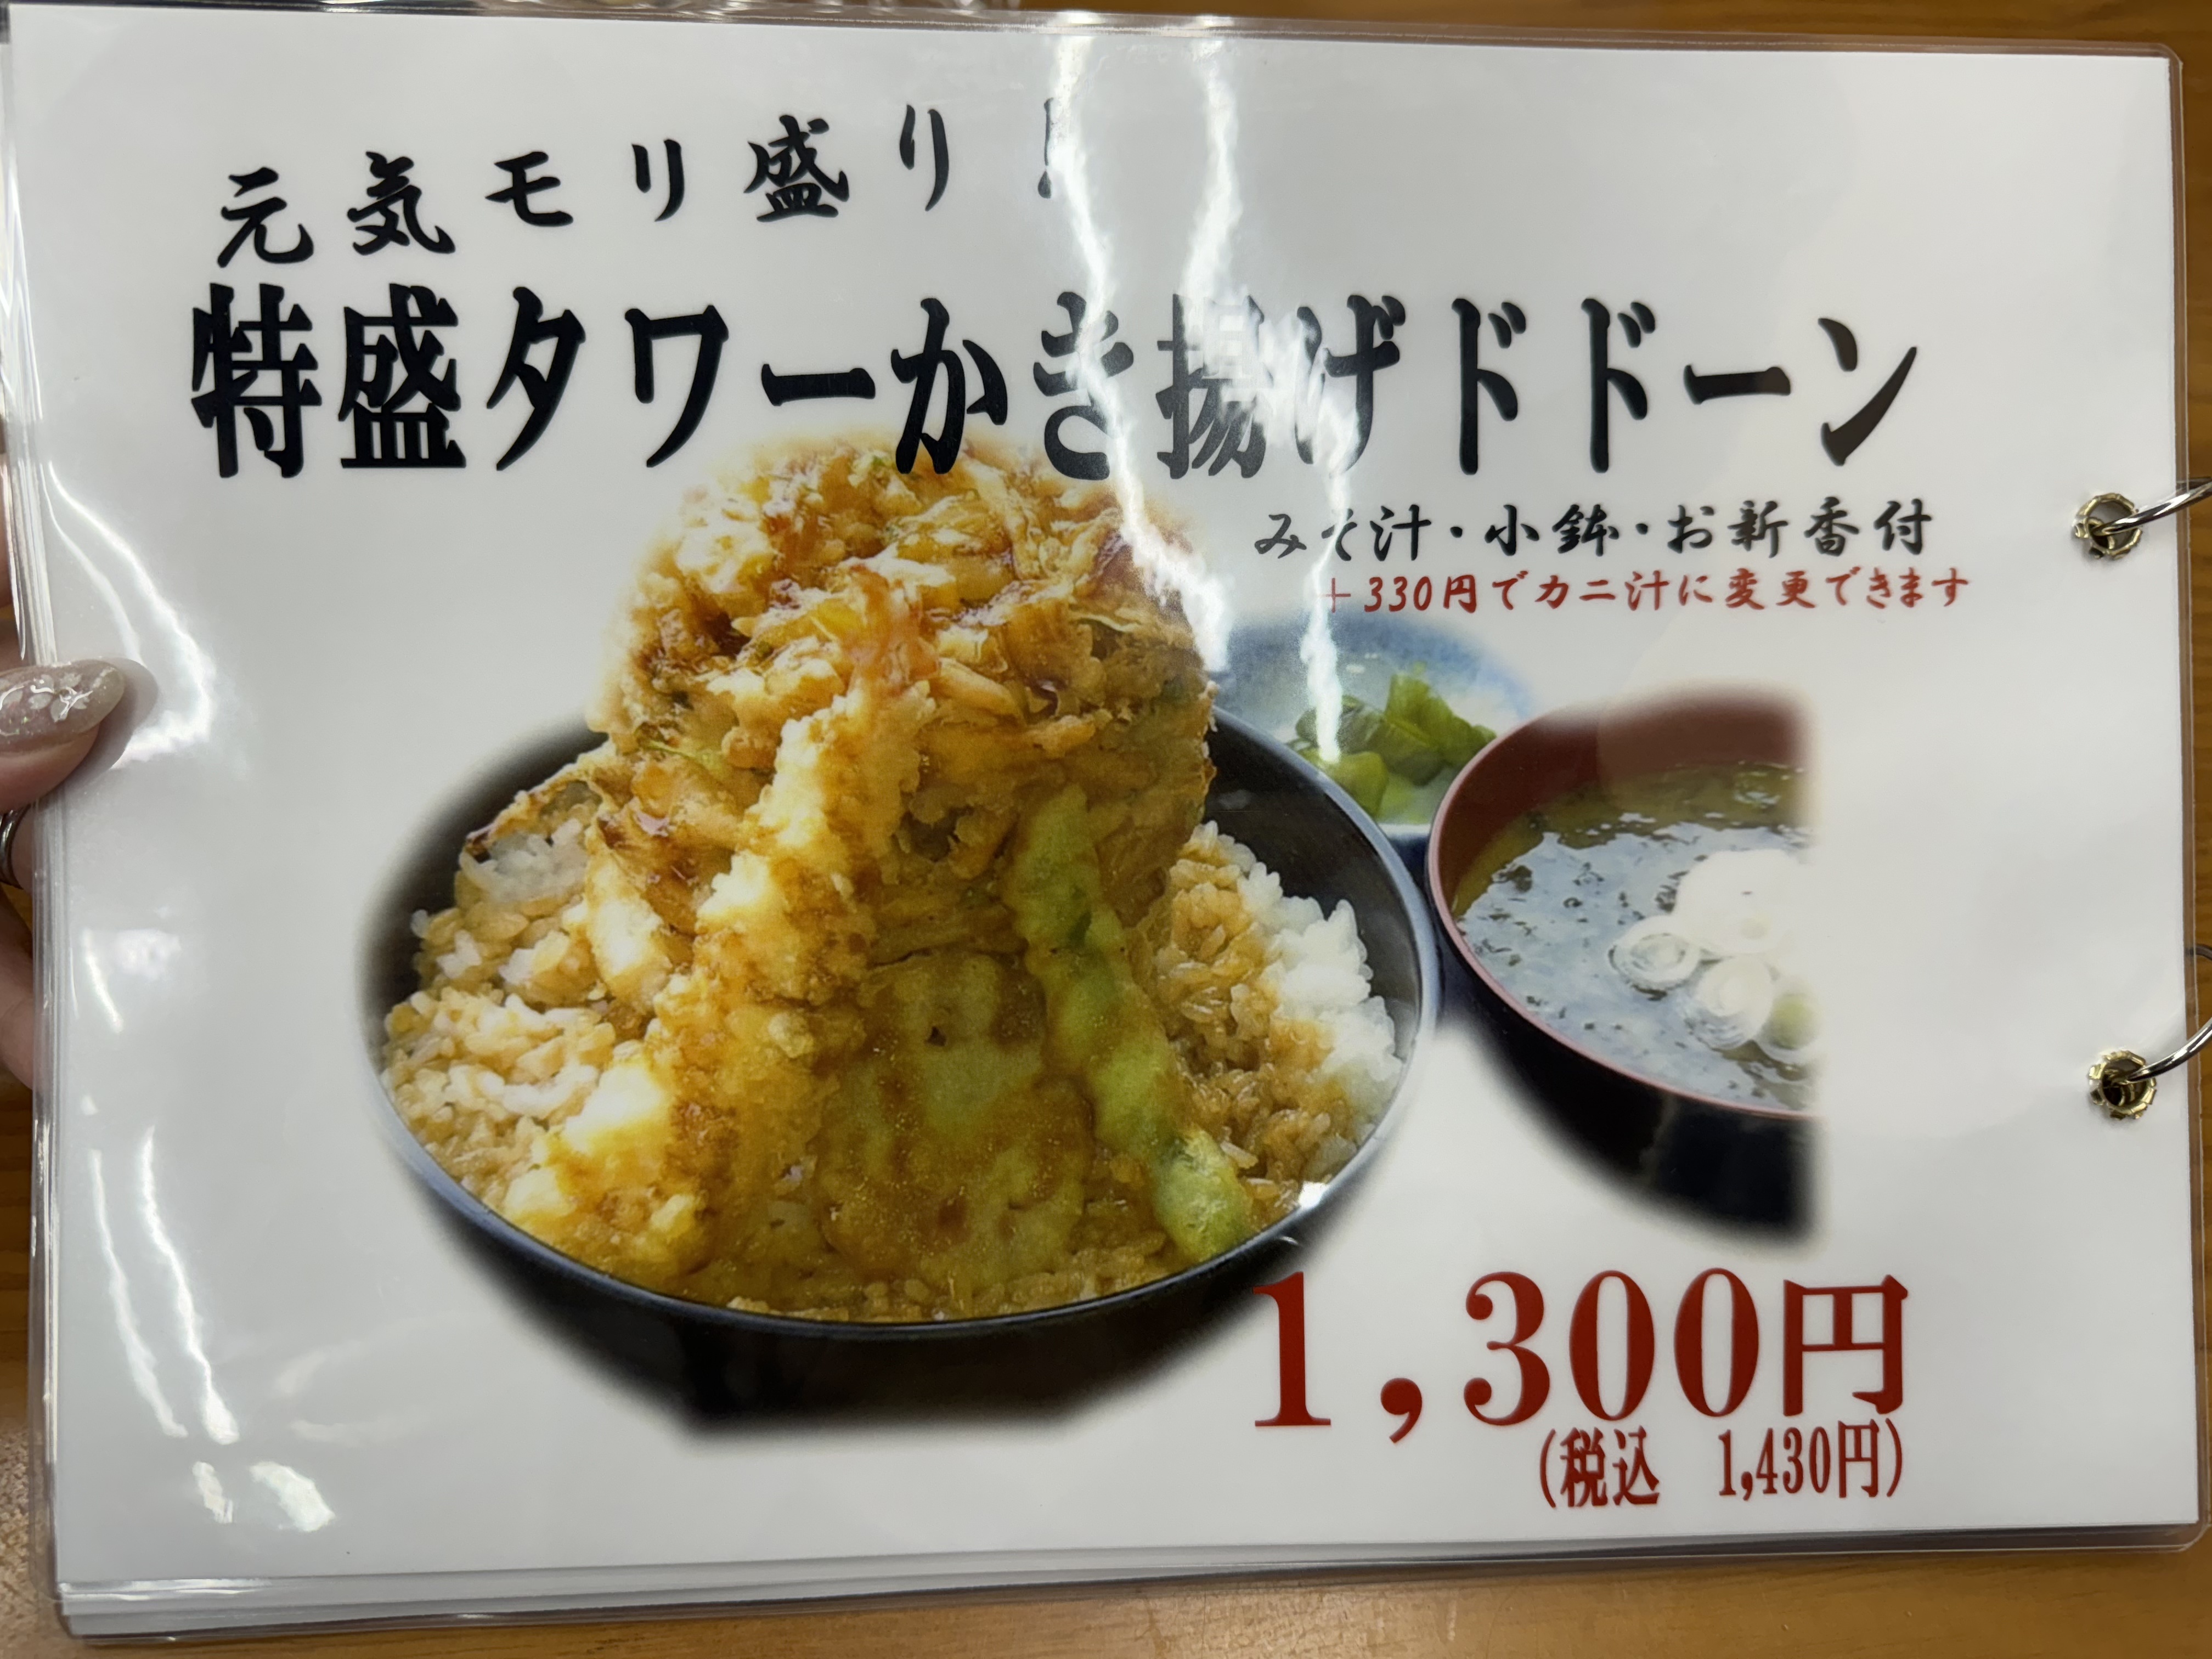 元気モリ盛り！
特盛タワーかき揚げドドーン
みそ汁・小鉢・お新香付
＋330円でカニ汁に変更できます
1,300円
(税込　1,430円)